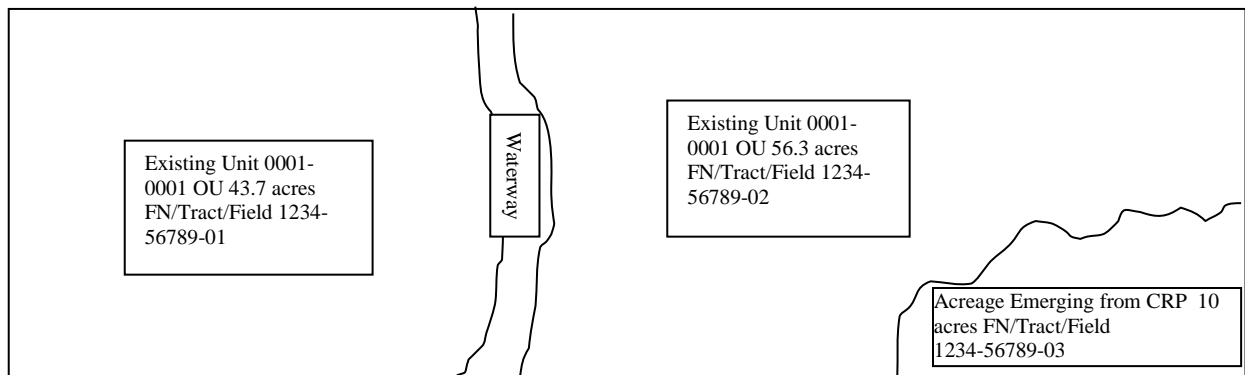 Existing Unit 0001-
0001 OU 43.7 acres
FN/Tract/Field 1234-
56789-01
Waterway
Existing Unit 0001-
0001 OU 56.3 acres
FN/Tract/Field 1234-
56789-02
Acreage Emerging from CRP 10
acres FN/Tract/Field
1234-56789-03